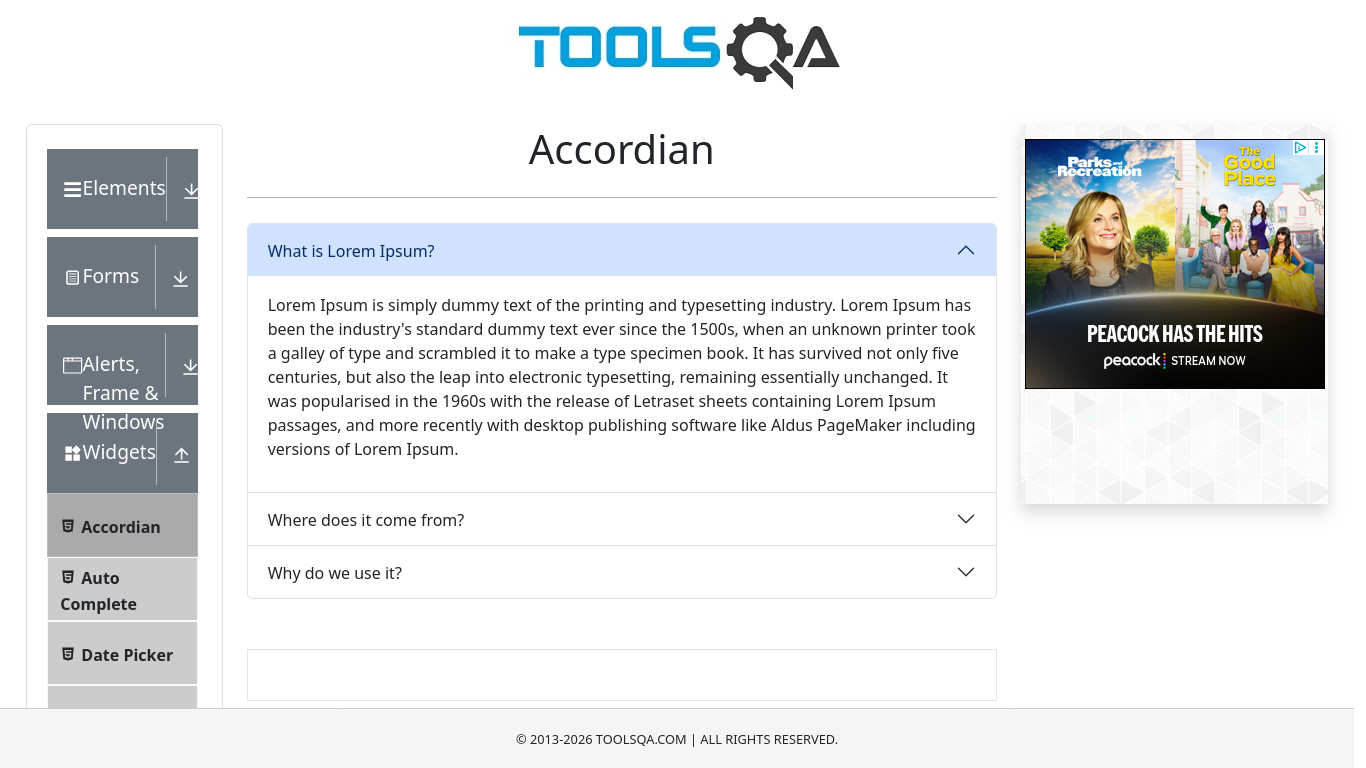 TOOLSQA
Elements
Forms
Alerts,
Frame &
Windows
Widgets
Accordian
Auto
Complete
Date Picker
Accordian
What is Lorem Ipsum?
Lorem Ipsum is simply dummy text of the printing and typesetting industry. Lorem Ipsum has
been the industry's standard dummy text ever since the 1500s, when an unknown printer took
a galley of type and scrambled it to make a type specimen book. It has survived not only five
centuries, but also the leap into electronic typesetting, remaining essentially unchanged. It
was popularised in the 1960s with the release of Letraset sheets containing Lorem Ipsum
passages, and more recently with desktop publishing software like Aldus PageMaker including
versions of Lorem Ipsum.
Where does it come from?
Why do we use it?
Parks and
Recreation
The
Good
Place
PEACOCK HAS THE HITS
peacock STREAM NOW
© 2013-2026 TOOLSQA.COM | ALL RIGHTS RESERVED.